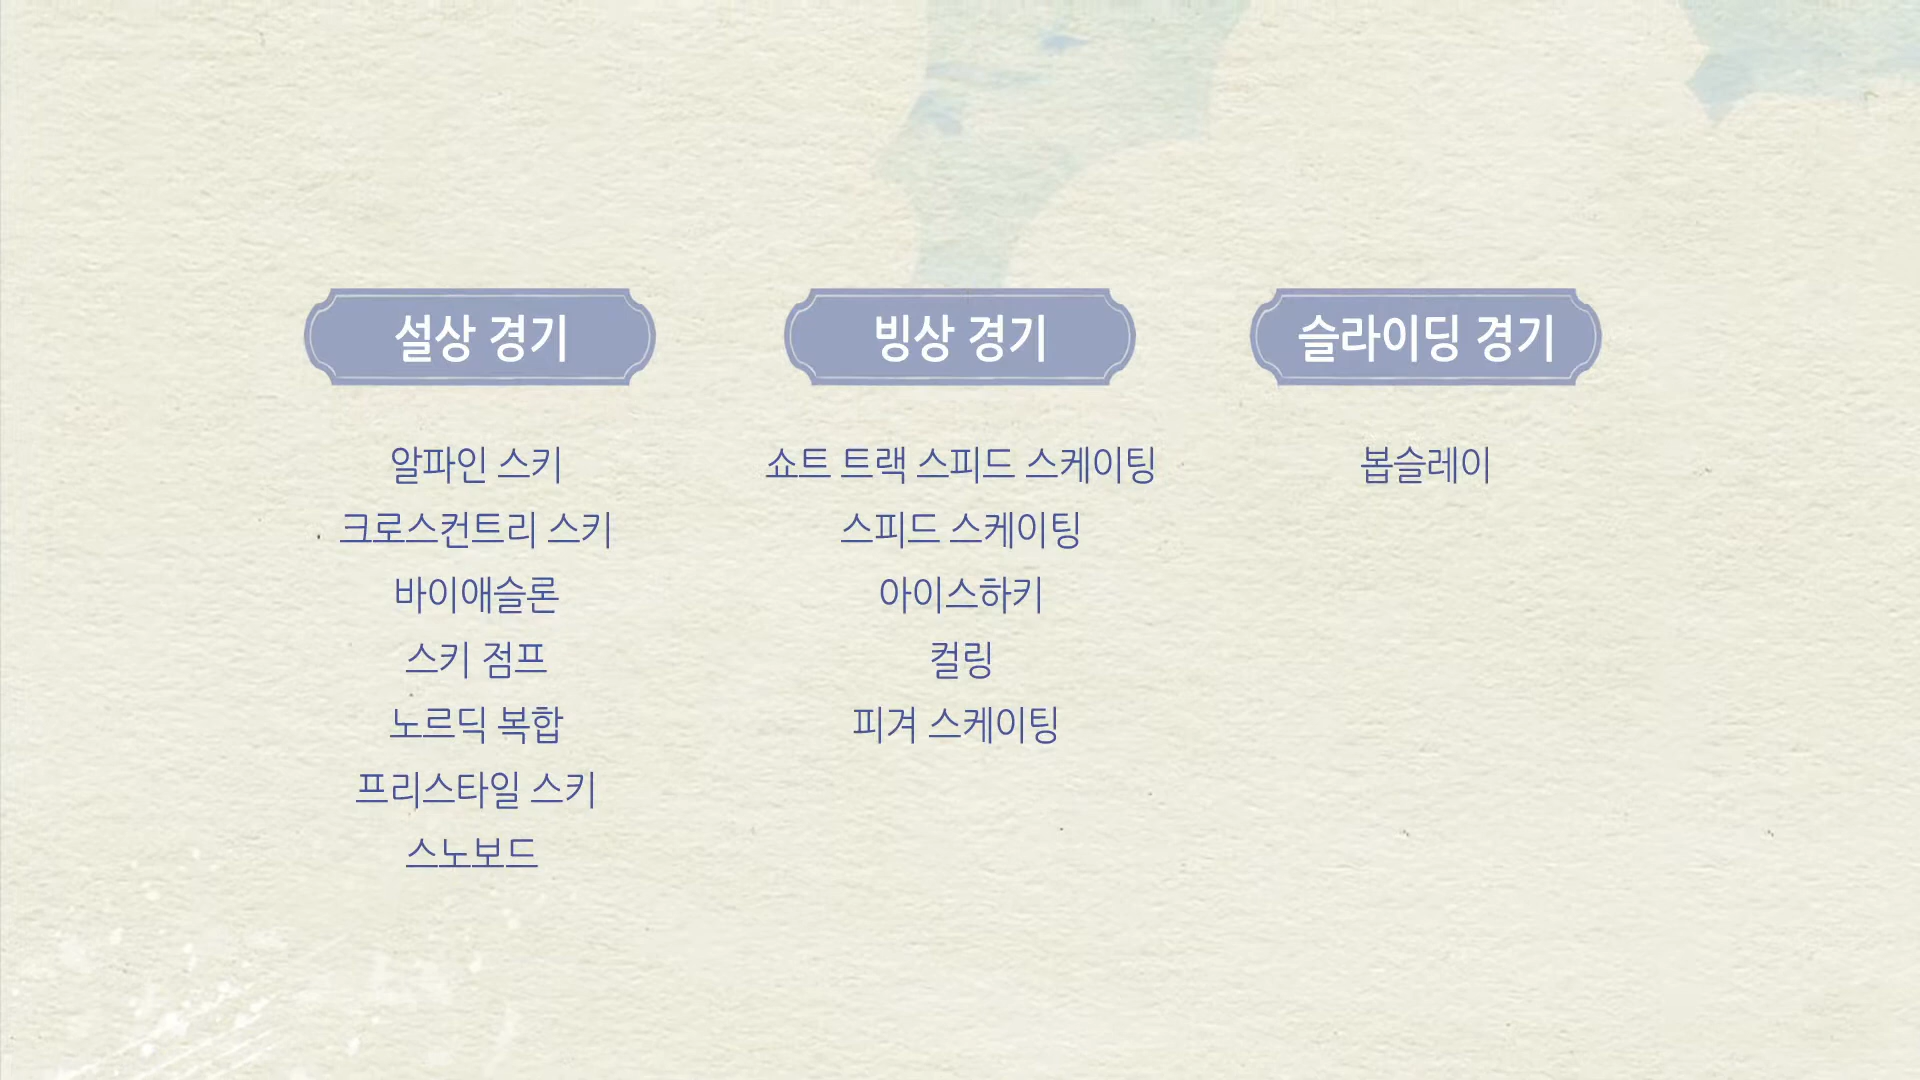 설상 경기
알파인 스키
크로스컨트리 스키
바이애슬론
스키 점프
노르딕 복합
프리스타일 스키
스노보드
빙상 경기
쇼트 트랙 스피드 스케이팅
스피드 스케이팅
아이스하키
컬링
피겨 스케이팅
슬라이딩 경기
봅슬레이